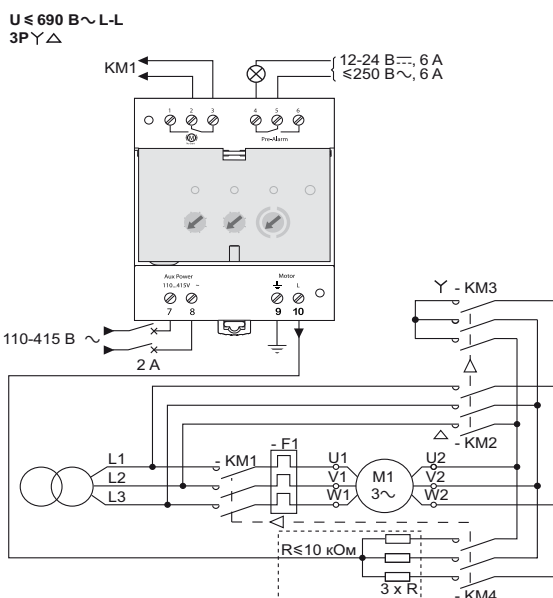 U ≤ 690 В∼ L-L
3P Y △
KM1
12-24 В⎓, 6 A
≤250 В∼, 6 A
1 2 3 4 5 6
M
Pre-Alarm
Aux Power
110...415V ~
Motor
L
7 8 9 10
110-415 В ∼
2 A
Y - KM3
△ - KM2
L1
L2
L3
- KM1
- F1
U1
V1
W1
M1
3∼
U2
V2
W2
R≤10 кОм
3 x R
- KM4